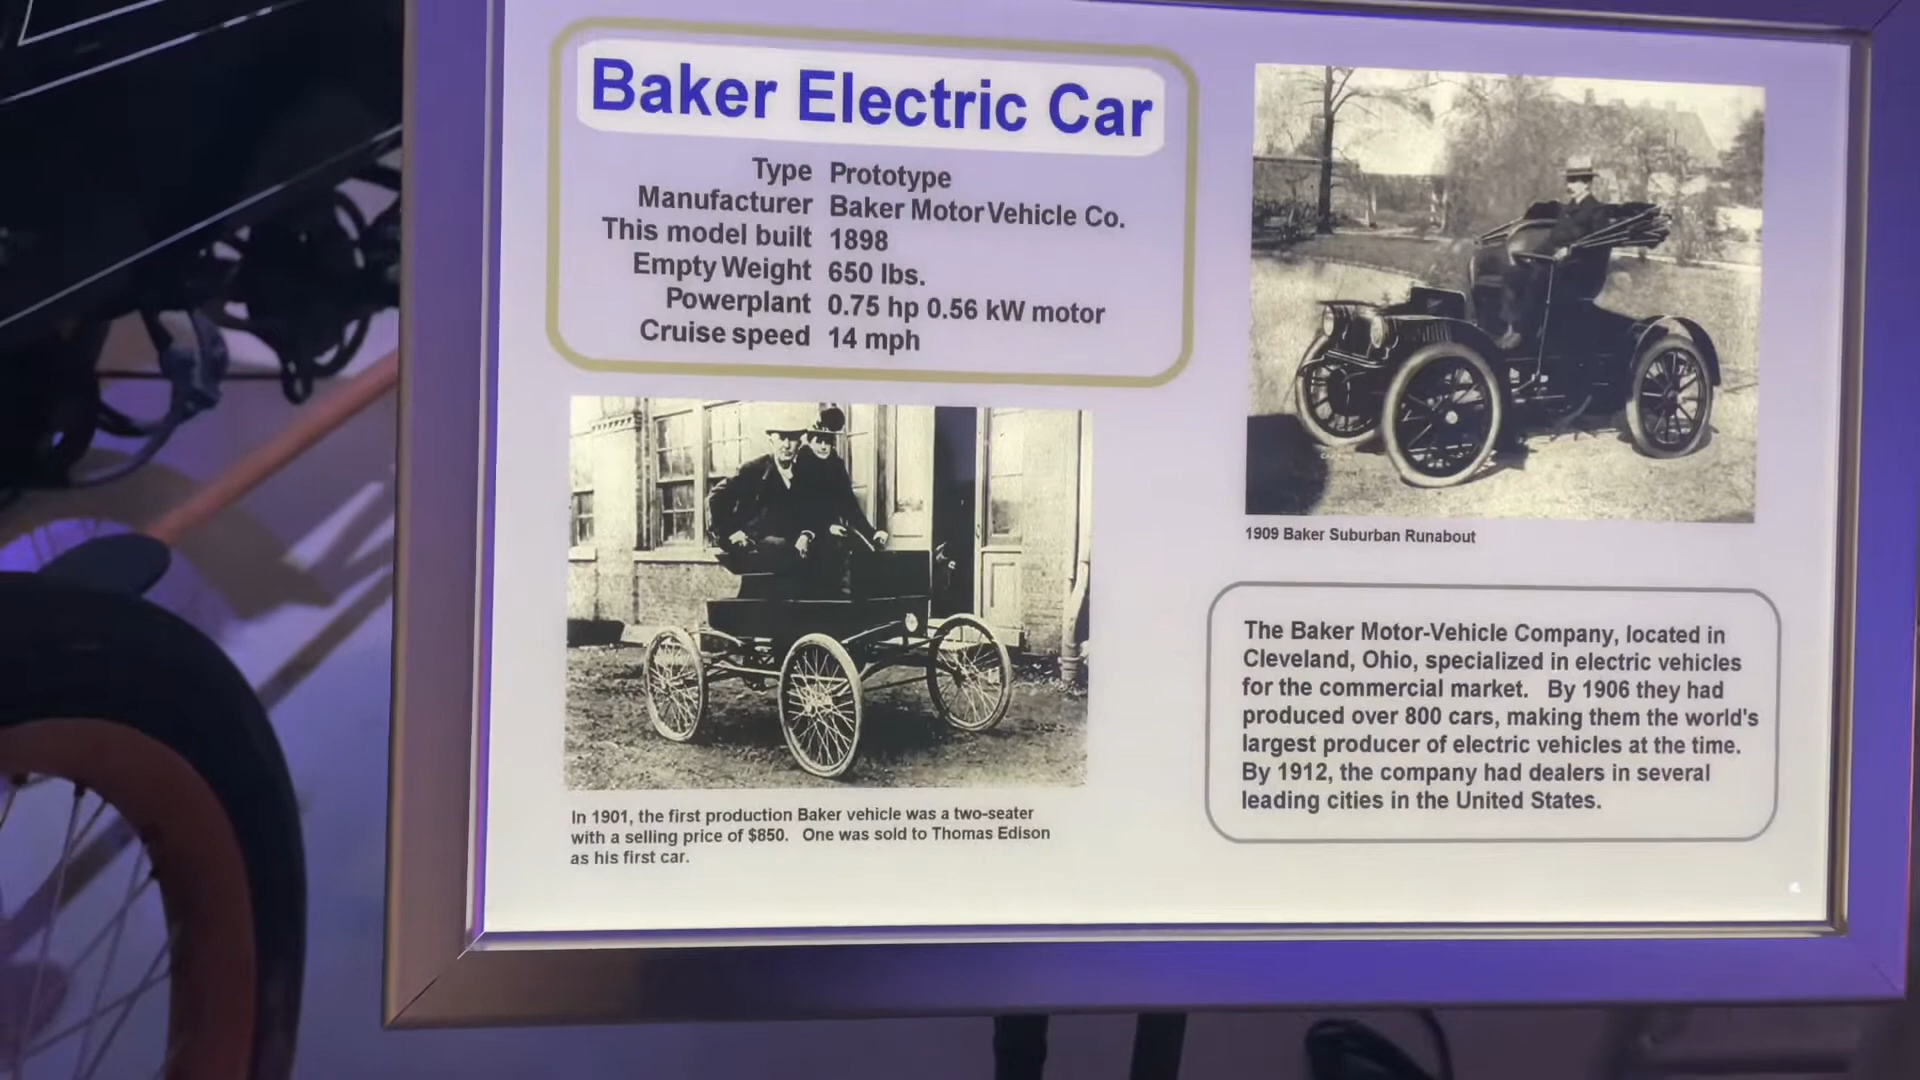 Baker Electric Car
Type Prototype
Manufacturer Baker Motor Vehicle Co.
This model built 1898
Empty Weight 650 lbs.
Powerplant 0.75 hp 0.56 kW motor
Cruise speed 14 mph
In 1901, the first production Baker vehicle was a two-seater
with a selling price of $850. One was sold to Thomas Edison
as his first car.
1909 Baker Suburban Runabout
The Baker Motor-Vehicle Company, located in
Cleveland, Ohio, specialized in electric vehicles
for the commercial market. By 1906 they had
produced over 800 cars, making them the world's
largest producer of electric vehicles at the time.
By 1912, the company had dealers in several
leading cities in the United States.